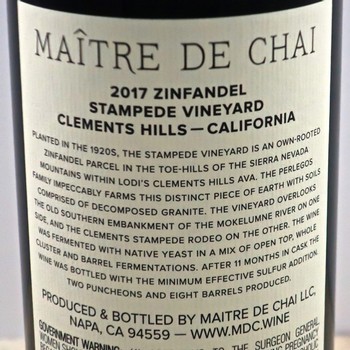 MAÎTRE DE CHAI
2017 ZINFANDEL
STAMPEDE VINEYARD
CLEMENTS HILLS — CALIFORNIA
PLANTED IN THE 1920S, THE STAMPEDE VINEYARD IS AN OWN-ROOTED
ZINFANDEL PARCEL IN THE TOE-HILLS OF THE SIERRA NEVADA
MOUNTAINS WITHIN LODI'S CLEMENTS HILLS AVA. THE PERLEGOS
FAMILY IMPECCABLY FARMS THIS DISTINCT PIECE OF EARTH WITH SOILS
COMPRISED OF DECOMPOSED GRANITE. THE VINEYARD OVERLOOKS
THE OLD SOUTHERN EMBANKMENT OF THE MOKELUMNE RIVER ON ONE
SIDE, AND THE CLEMENTS STAMPEDE RODEO ON THE OTHER. THE WINE
WAS FERMENTED WITH NATIVE YEAST IN A MIX OF OPEN TOP, WHOLE
CLUSTER AND BARREL FERMENTATIONS. AFTER 11 MONTHS IN CASK THE
WINE WAS BOTTLED WITH THE MINIMUM EFFECTIVE SULFUR ADDITION.
TWO PUNCHEONS AND EIGHT BARRELS PRODUCED.
PRODUCED & BOTTLED BY MAITRE DE CHAI LLC,
NAPA, CA 94559 — WWW.MDC.WINE
GOVERNMENT WARNING: TO THE SURGEON GENERAL,
WOMEN PREGNANCY